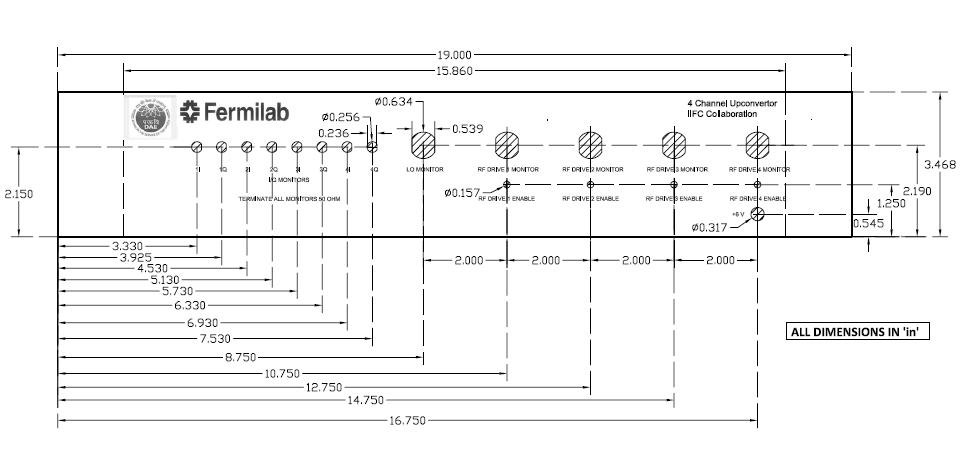 19.000
15.860
Fermilab
Ø0.634
Ø0.256
0.236
0.539
4 Channel Upconvertor
IIFC Collaboration
3.468
2.150
2.190
1.250
0.545
1I 1Q 2I 2Q 3I 3Q 4I 4Q LO MONITOR RF DRIVE 1 MONITOR RF DRIVE 2 MONITOR RF DRIVE 3 MONITOR RF DRIVE 4 MONITOR
I/Q MONITORS
Ø0.157
TERMINATE ALL MONITORS 50 OHM
RF DRIVE 1 ENABLE RF DRIVE 2 ENABLE RF DRIVE 3 ENABLE RF DRIVE 4 ENABLE
+6 V
Ø0.317
3.330
3.925
4.530
5.130
5.730
6.330
6.930
7.530
8.750
10.750
12.750
14.750
16.750
2.000 2.000 2.000 2.000
ALL DIMENSIONS IN 'in'
DAE